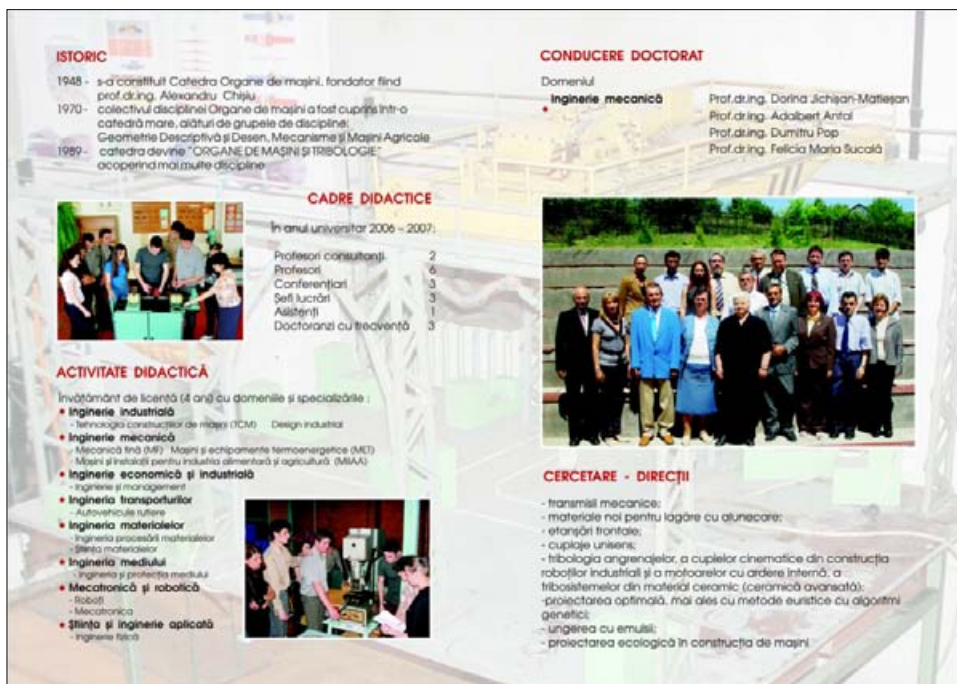 ISTORIC
1948 - s-a constituit Catedra Organe de mașini, fondator fiind
prof.dr.ing. Alexandru Chișiu
1970 - colectivul disciplinei Organe de mașini a fost cuprins într-o
catedră mare, alături de grupele de discipline:
Geometrie Descriptivă și Desen, Mecanisme și Mașini Agricole
1989 - catedra devine "ORGANE DE MAȘINI ȘI TRIBOLOGIE"
acoperind mai multe discipline
CADRE DIDACTICE
În anul universitar 2006 – 2007:
Profesori consultanți 2
Profesori 6
Conferențiari 3
Șefi lucrări 3
Asistenți 1
Doctoranzi cu frecvență 3
ACTIVITATE DIDACTICĂ
Învățământ de licență (4 ani) cu domeniile și specializările :
• Inginerie industrială
- Tehnologia construcțiilor de mașini (TCM) Design industrial
• Inginerie mecanică
- Mecanică fină (MF) Mașini și echipamente termoenergetice (MET)
- Mașini și instalații pentru industria alimentară și agricultură (MIIAA)
• Inginerie economică și industrială
- Inginerie și management
• Ingineria transporturilor
- Autovehicule rutiere
• Ingineria materialelor
- Ingineria procesării materialelor
- Știința materialelor
• Ingineria mediului
- Ingineria și protecția mediului
• Mecatronică și robotică
- Roboți
- Mecatronica
• Știința și inginerie aplicată
- Inginerie fizică
CONDUCERE DOCTORAT
Domeniul
• Inginerie mecanică Prof.dr.ing. Dorina Jichișan-Matieșan
Prof.dr.ing. Adalbert Antal
Prof.dr.ing. Dumitru Pop
Prof.dr.ing. Felicia Maria Sucală
CERCETARE - DIRECȚII
- transmisii mecanice;
- materiale noi pentru lagăre cu alunecare;
- etanșări frontale;
- cuplaje unisens;
- tribologia angrenajelor, a cuplelor cinematice din construcția
roboților industriali și a motoarelor cu ardere internă, a
tribosistemelor din material ceramic (ceramică avansată);
-proiectarea optimală, mai ales cu metode euristice cu algoritmi
genetici;
- ungerea cu emulsii;
- proiectarea ecologică în construcția de mașini